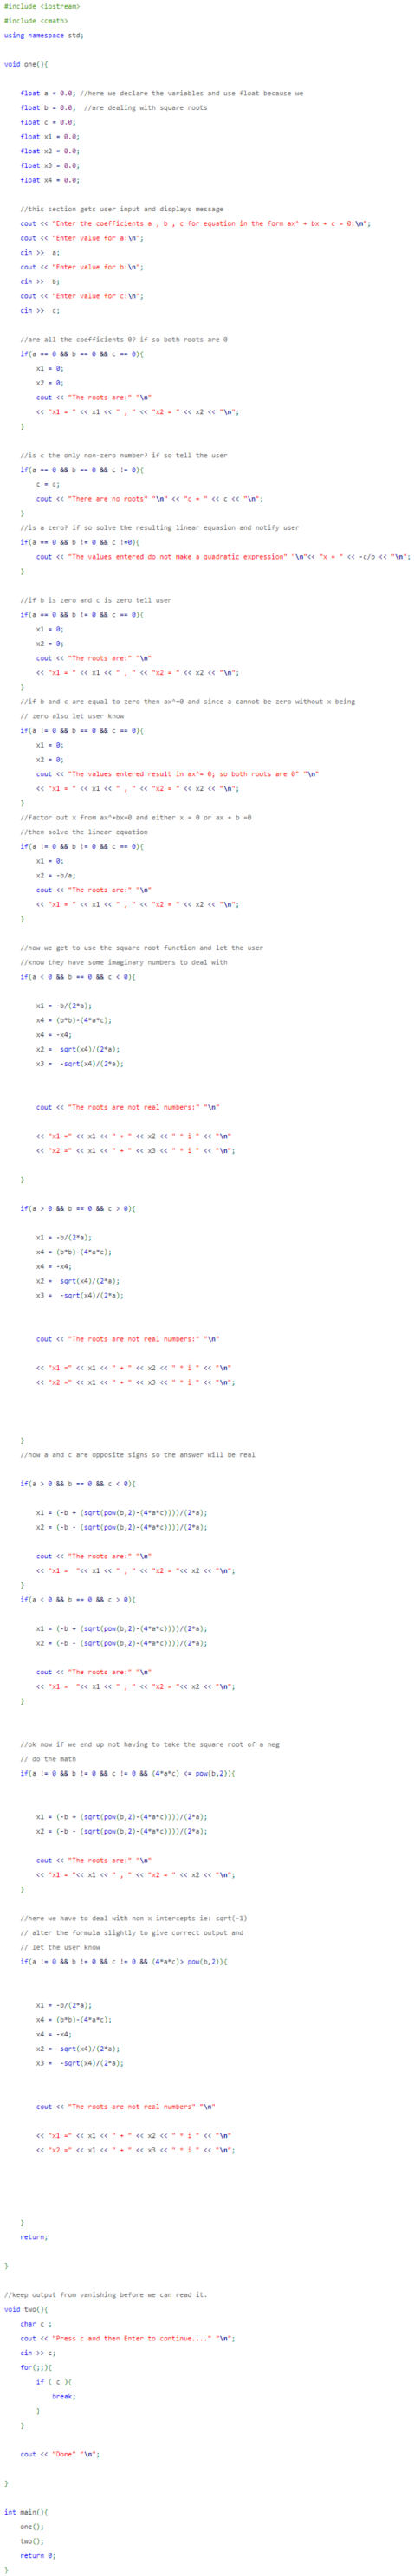 #include <iostream>
#include <cmath>
using namespace std;
void one(){
float a = 0.0; //here we declare the variables and use float because we
float b = 0.0;  //are dealing with square roots
float c = 0.0;
float x1 = 0.0;
float x2 = 0.0;
float x3 = 0.0;
float x4 = 0.0;
//this section gets user input and displays message
cout << "Enter the coefficients a , b , c for equation in the form ax^ + bx + c = 0:\n";
cout << "Enter value for a:\n";
cin >>  a;
cout << "Enter value for b:\n";
cin >>  b;
cout << "Enter value for c:\n";
cin >>  c;
//are all the coefficients 0? if so both roots are 0
if(a == 0 && b == 0 && c == 0){
x1 = 0;
x2 = 0;
cout << "The roots are:" "\n"
<< "x1 = " << x1 << " , " << "x2 = " << x2 << "\n";
}
//is c the only non-zero number? if so tell the user
if(a == 0 && b == 0 && c != 0){
c = c;
cout << "There are no roots" "\n" << "c = " << c << "\n";
}
//is a zero? if so solve the resulting linear equasion and notify user
if(a == 0 && b != 0 && c !=0){
cout << "The values entered do not make a quadratic expression" "\n"<< "x = " << -c/b << "\n";
}
//if b is zero and c is zero tell user
if(a == 0 && b != 0 && c == 0){
x1 = 0;
x2 = 0;
cout << "The roots are:" "\n"
<< "x1 = " << x1 << " , " << "x2 = " << x2 << "\n";
}
//if b and c are equal to zero then ax^=0 and since a cannot be zero without x being
// zero also let user know
if(a != 0 && b == 0 && c == 0){
x1 = 0;
x2 = 0;
cout << "The values entered result in ax^= 0; so both roots are 0" "\n"
<< "x1 = " << x1 << " , " << "x2 = " << x2 << "\n";
}
//factor out x from ax^+bx=0 and either x = 0 or ax + b =0
//then solve the linear equation
if(a != 0 && b != 0 && c == 0){
x1 = 0;
x2 = -b/a;
cout << "The roots are:" "\n"
<< "x1 = " << x1 << " , " << "x2 = " << x2 << "\n";
}
//now we get to use the square root function and let the user
//know they have some imaginary numbers to deal with
if(a < 0 && b == 0 && c < 0){
x1 = -b/(2*a);
x4 = (b*b)-(4*a*c);
x4 = -x4;
x2 =  sqrt(x4)/(2*a);
x3 =  -sqrt(x4)/(2*a);
cout << "The roots are not real numbers:" "\n"
<< "x1 =" << x1 << " + " << x2 << " * i " << "\n"
<< "x2 =" << x1 << " + " << x3 << " * i " << "\n";
}
if(a > 0 && b == 0 && c > 0){
x1 = -b/(2*a);
x4 = (b*b)-(4*a*c);
x4 = -x4;
x2 =  sqrt(x4)/(2*a);
x3 =  -sqrt(x4)/(2*a);
cout << "The roots are not real numbers:" "\n"
<< "x1 =" << x1 << " + " << x2 << " * i " << "\n"
<< "x2 =" << x1 << " + " << x3 << " * i " << "\n";
}
//now a and c are opposite signs so the answer will be real
if(a > 0 && b == 0 && c < 0){
x1 = (-b + (sqrt(pow(b,2)-(4*a*c))))/(2*a);
x2 = (-b - (sqrt(pow(b,2)-(4*a*c))))/(2*a);
cout << "The roots are:" "\n"
<< "x1 =  "<< x1 << " , " << "x2 = "<< x2 << "\n";
}
if(a < 0 && b == 0 && c > 0){
x1 = (-b + (sqrt(pow(b,2)-(4*a*c))))/(2*a);
x2 = (-b - (sqrt(pow(b,2)-(4*a*c))))/(2*a);
cout << "The roots are:" "\n"
<< "x1 =  "<< x1 << " , " << "x2 = "<< x2 << "\n";
}
//ok now if we end up not having to take the square root of a neg
// do the math
if(a != 0 && b != 0 && c != 0 && (4*a*c) <= pow(b,2)){
x1 = (-b + (sqrt(pow(b,2)-(4*a*c))))/(2*a);
x2 = (-b - (sqrt(pow(b,2)-(4*a*c))))/(2*a);
cout << "The roots are:" "\n"
<< "x1 = "<< x1 << " , " << "x2 = " << x2 << "\n";
}
//here we have to deal with non x intercepts ie: sqrt(-1)
// alter the formula slightly to give correct output and
// let the user know
if(a != 0 && b != 0 && c != 0 && (4*a*c)> pow(b,2)){
x1 = -b/(2*a);
x4 = (b*b)-(4*a*c);
x4 = -x4;
x2 =  sqrt(x4)/(2*a);
x3 =  -sqrt(x4)/(2*a);
cout << "The roots are not real numbers" "\n"
<< "x1 =" << x1 << " + " << x2 << " * i " << "\n"
<< "x2 =" << x1 << " + " << x3 << " * i " << "\n";
}
return;
}
//keep output from vanishing before we can read it.
void two(){
char c ;
cout << "Press c and then Enter to continue...." "\n";
cin >> c;
for(;;){
if ( c ){
break;
}
}
cout << "Done" "\n";
}
int main(){
one();
two();
return 0;
}